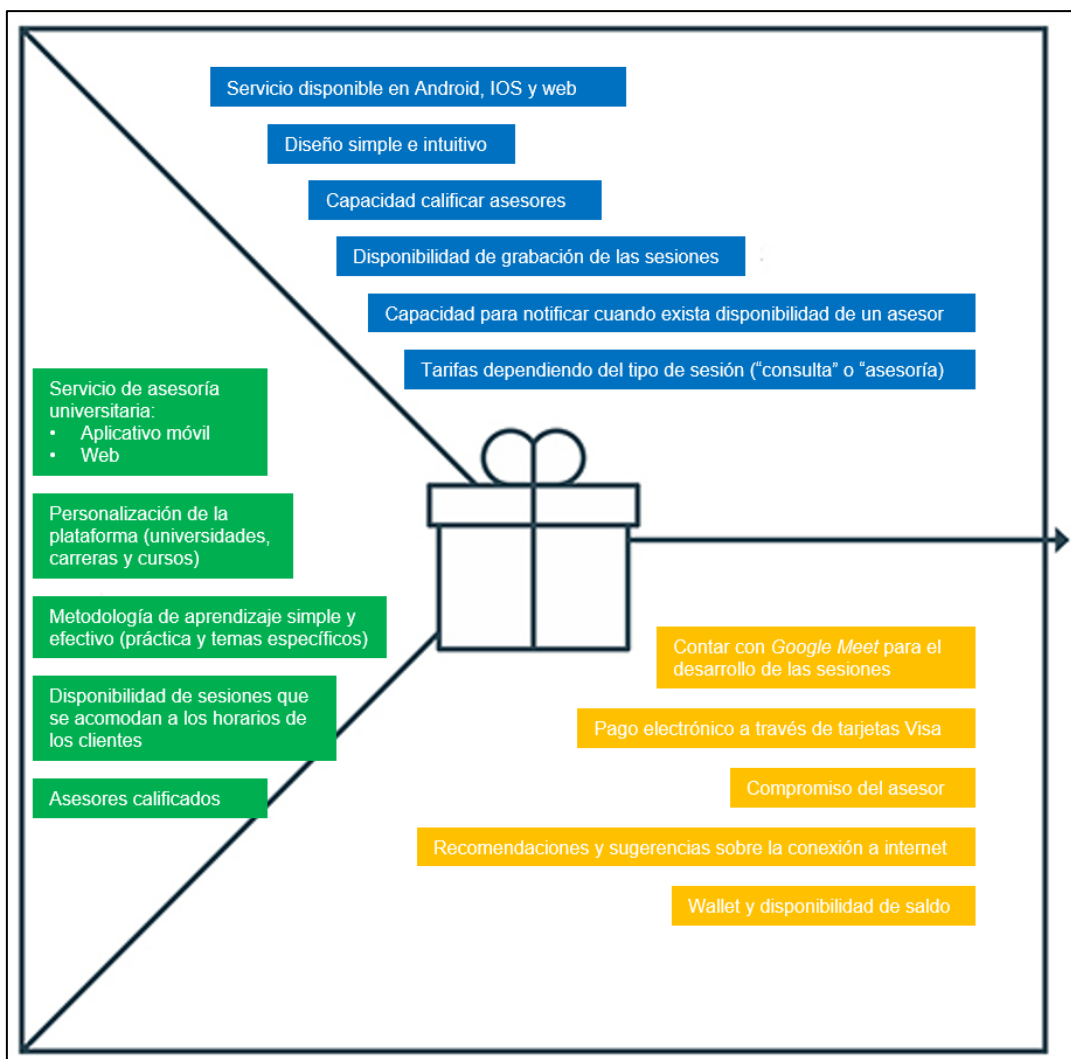 Servicio disponible en Android, IOS y web
Diseño simple e intuitivo
Capacidad calificar asesores
Disponibilidad de grabación de las sesiones
Capacidad para notificar cuando exista disponibilidad de un asesor
Tarifas dependiendo del tipo de sesión (“consulta” o “asesoría)
Servicio de asesoría
universitaria:
• Aplicativo móvil
• Web
Personalización de la
plataforma (universidades,
carreras y cursos)
Metodología de aprendizaje simple y
efectivo (práctica y temas específicos)
Disponibilidad de sesiones que
se acomodan a los horarios de
los clientes
Asesores calificados
Contar con Google Meet para el
desarrollo de las sesiones
Pago electrónico a través de tarjetas Visa
Compromiso del asesor
Recomendaciones y sugerencias sobre la conexión a internet
Wallet y disponibilidad de saldo